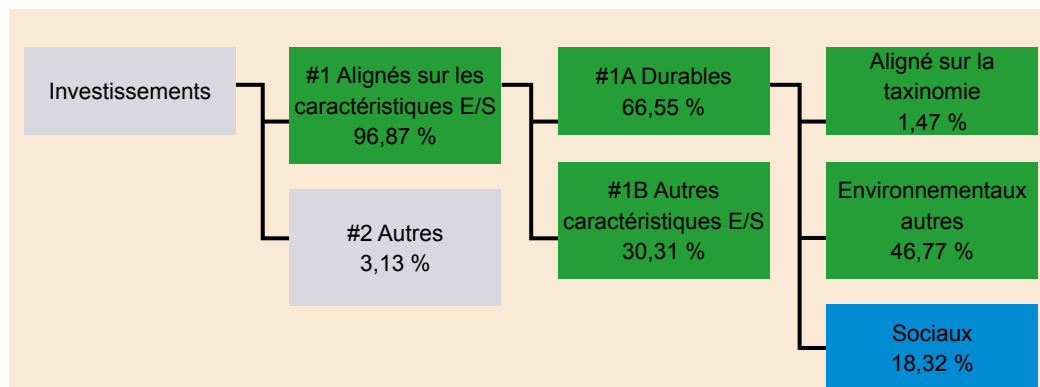 Investissements
#1 Alignés sur les
caractéristiques E/S
96,87 %
#2 Autres
3,13 %
#1A Durables
66,55 %
#1B Autres
caractéristiques E/S
30,31 %
Aligné sur la
taxinomie
1,47 %
Environnementaux
autres
46,77 %
Sociaux
18,32 %